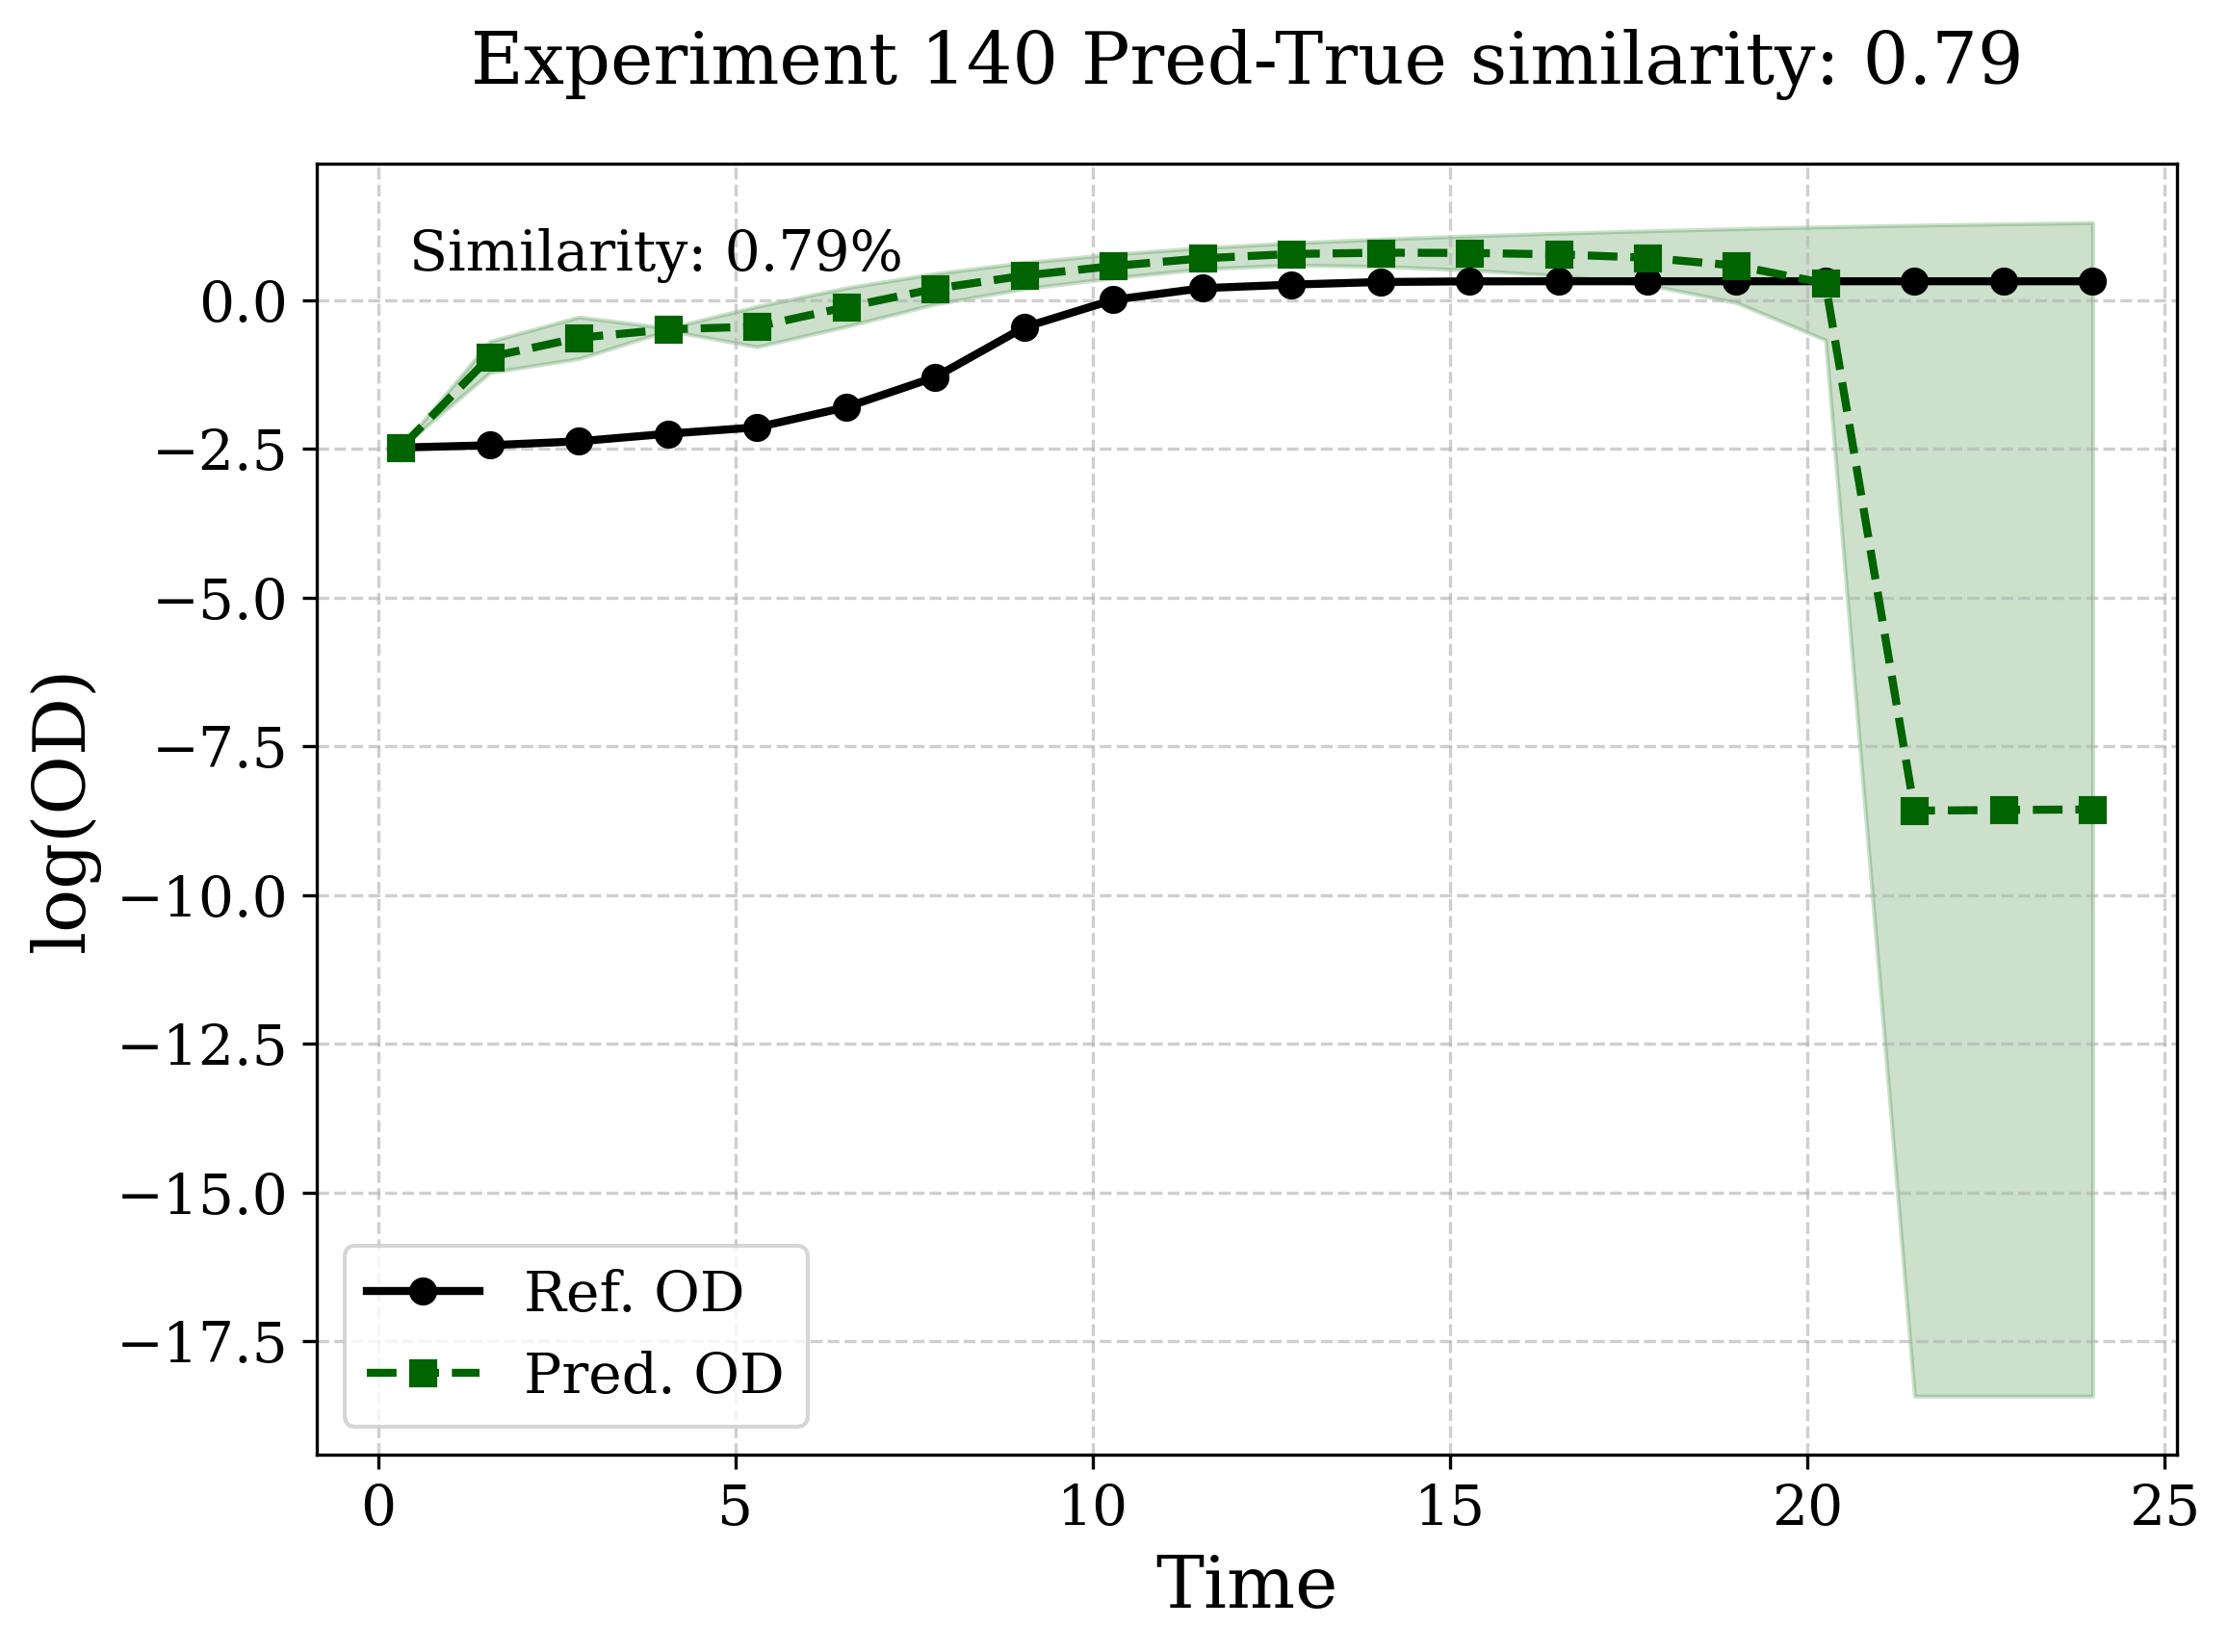 Experiment 140 Pred-True similarity: 0.79
Similarity: 0.79%
log(OD)
0.0
−2.5
−5.0
−7.5
−10.0
−12.5
−15.0
−17.5
Ref. OD
Pred. OD
0 5 10 15 20 25
Time